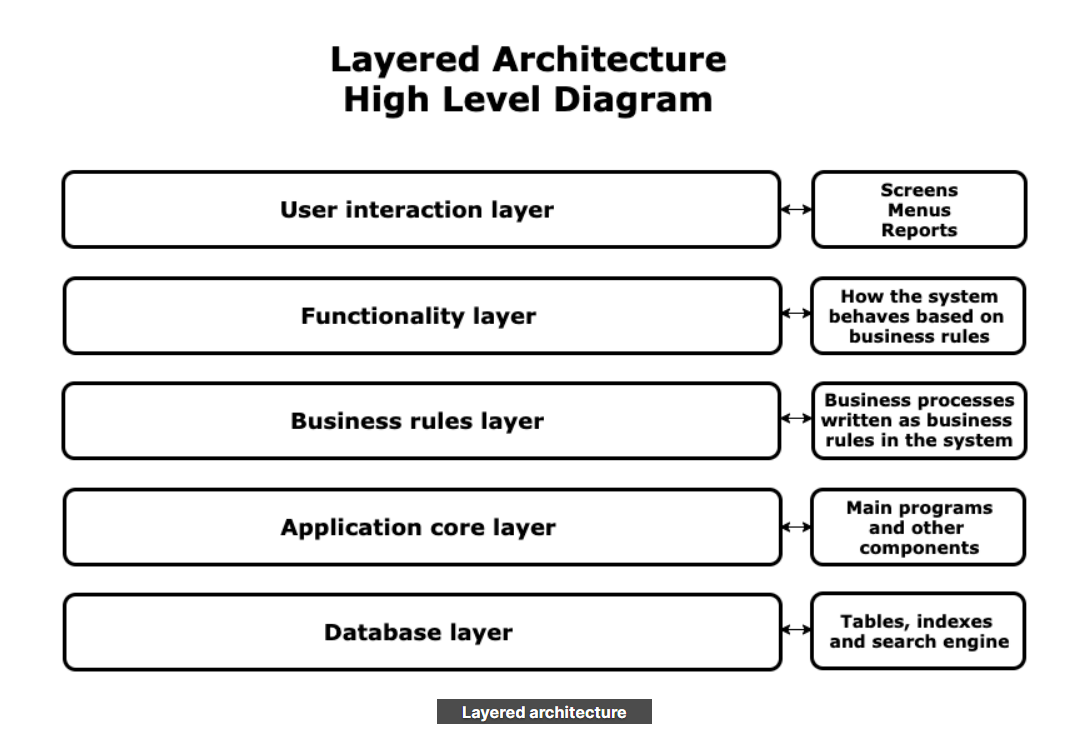 Layered Architecture
High Level Diagram
User interaction layer
Screens
Menus
Reports
Functionality layer
How the system
behaves based on
business rules
Business rules layer
Business processes
written as business
rules in the system
Application core layer
Main programs
and other
components
Database layer
Tables, indexes
and search engine
Layered architecture